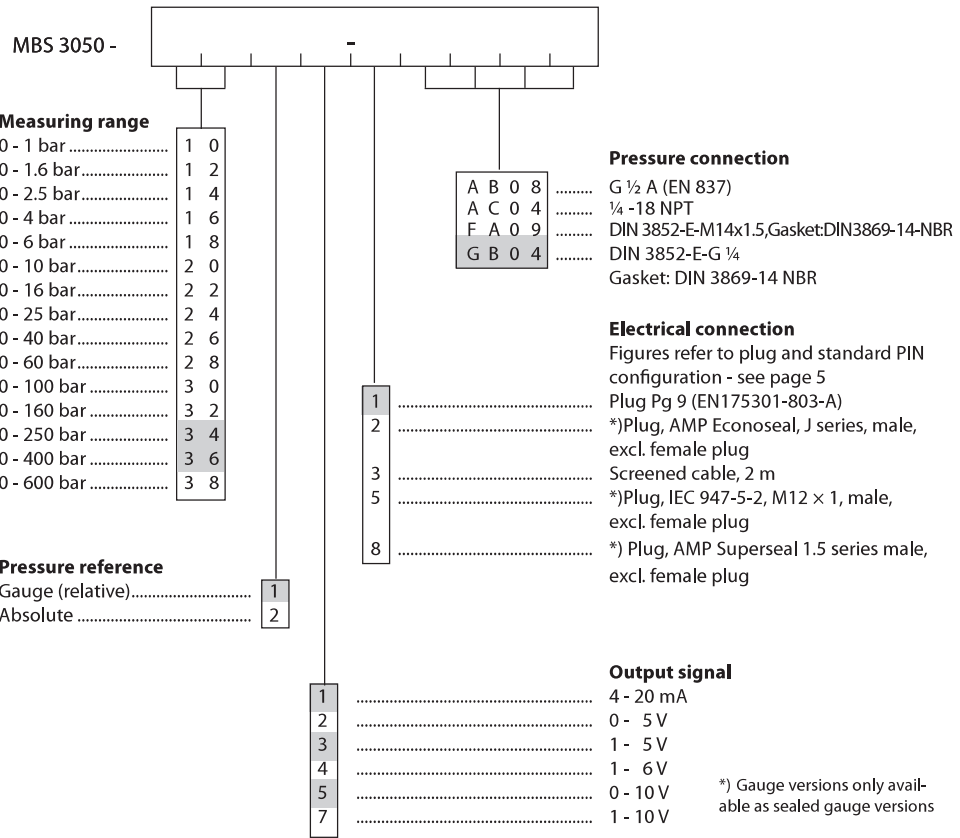 MBS 3050 -
-
Measuring range
0 - 1 bar ........................ 1 0
0 - 1.6 bar ..................... 1 2
0 - 2.5 bar ..................... 1 4
0 - 4 bar ........................ 1 6
0 - 6 bar ........................ 1 8
0 - 10 bar ...................... 2 0
0 - 16 bar ...................... 2 2
0 - 25 bar ...................... 2 4
0 - 40 bar ...................... 2 6
0 - 60 bar ...................... 2 8
0 - 100 bar .................... 3 0
0 - 160 bar .................... 3 2
0 - 250 bar .................... 3 4
0 - 400 bar .................... 3 6
0 - 600 bar .................... 3 8
Pressure reference
Gauge (relative) ............................. 1
Absolute .......................................... 2
Pressure connection
A B 0 8 ......... G ½ A (EN 837)
A C 0 4 ......... ¼ -18 NPT
F A 0 9 ......... DIN 3852-E-M14x1.5,Gasket:DIN3869-14-NBR
G B 0 4 ......... DIN 3852-E-G ¼
Gasket: DIN 3869-14 NBR
Electrical connection
Figures refer to plug and standard PIN
configuration - see page 5
1 ............................................. Plug Pg 9 (EN175301-803-A)
2 ............................................. *)Plug, AMP Econoseal, J series, male,
excl. female plug
3 ............................................. Screened cable, 2 m
5 ............................................. *)Plug, IEC 947-5-2, M12 × 1, male,
excl. female plug
8 ............................................. *) Plug, AMP Superseal 1.5 series male,
excl. female plug
Output signal
1 ...................................................... 4 - 20 mA
2 ...................................................... 0 - 5 V
3 ...................................................... 1 - 5 V
4 ...................................................... 1 - 6 V
5 ...................................................... 0 - 10 V
7 ...................................................... 1 - 10 V
*) Gauge versions only avail-
able as sealed gauge versions